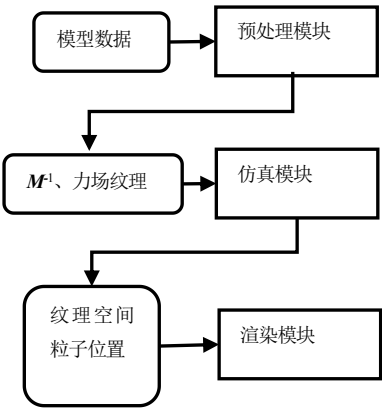 模型数据
预处理模块
M⁻¹、力场纹理
仿真模块
纹理空间
粒子位置
渲染模块